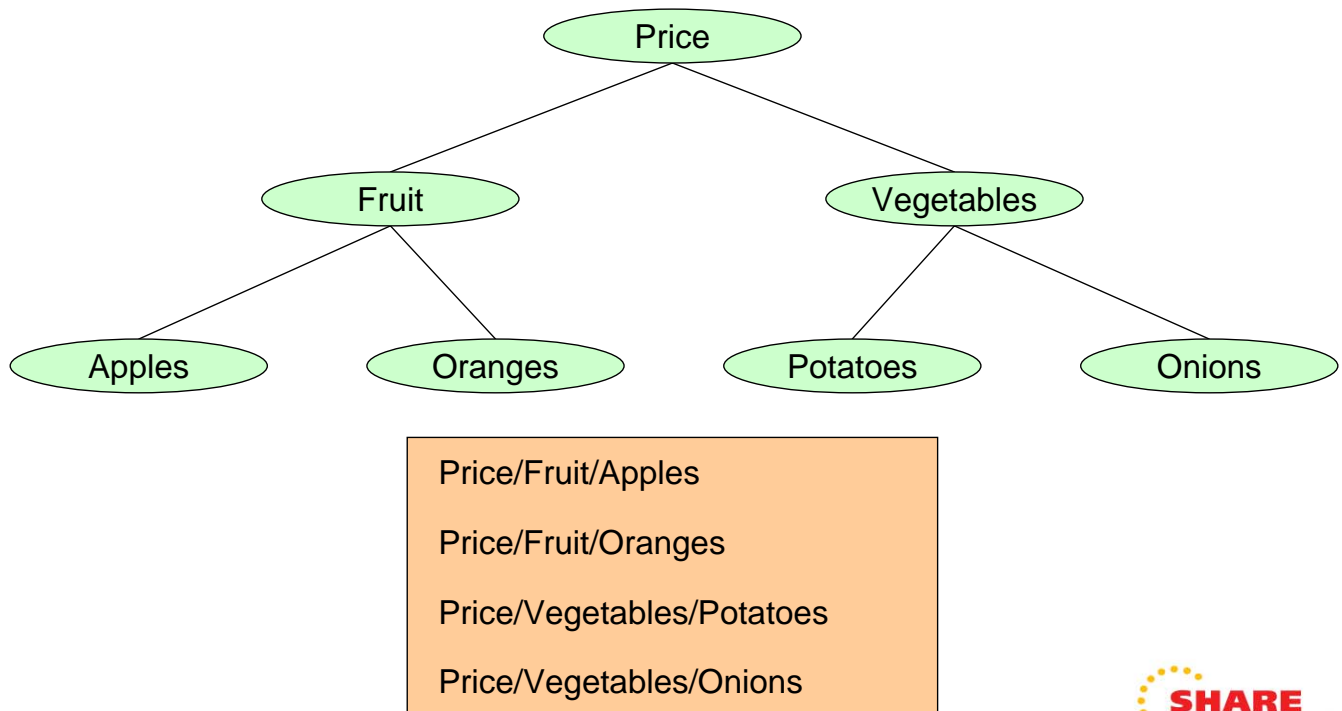 Price
Fruit
Vegetables
Apples
Oranges
Potatoes
Onions
Price/Fruit/Apples
Price/Fruit/Oranges
Price/Vegetables/Potatoes
Price/Vegetables/Onions
SHARE